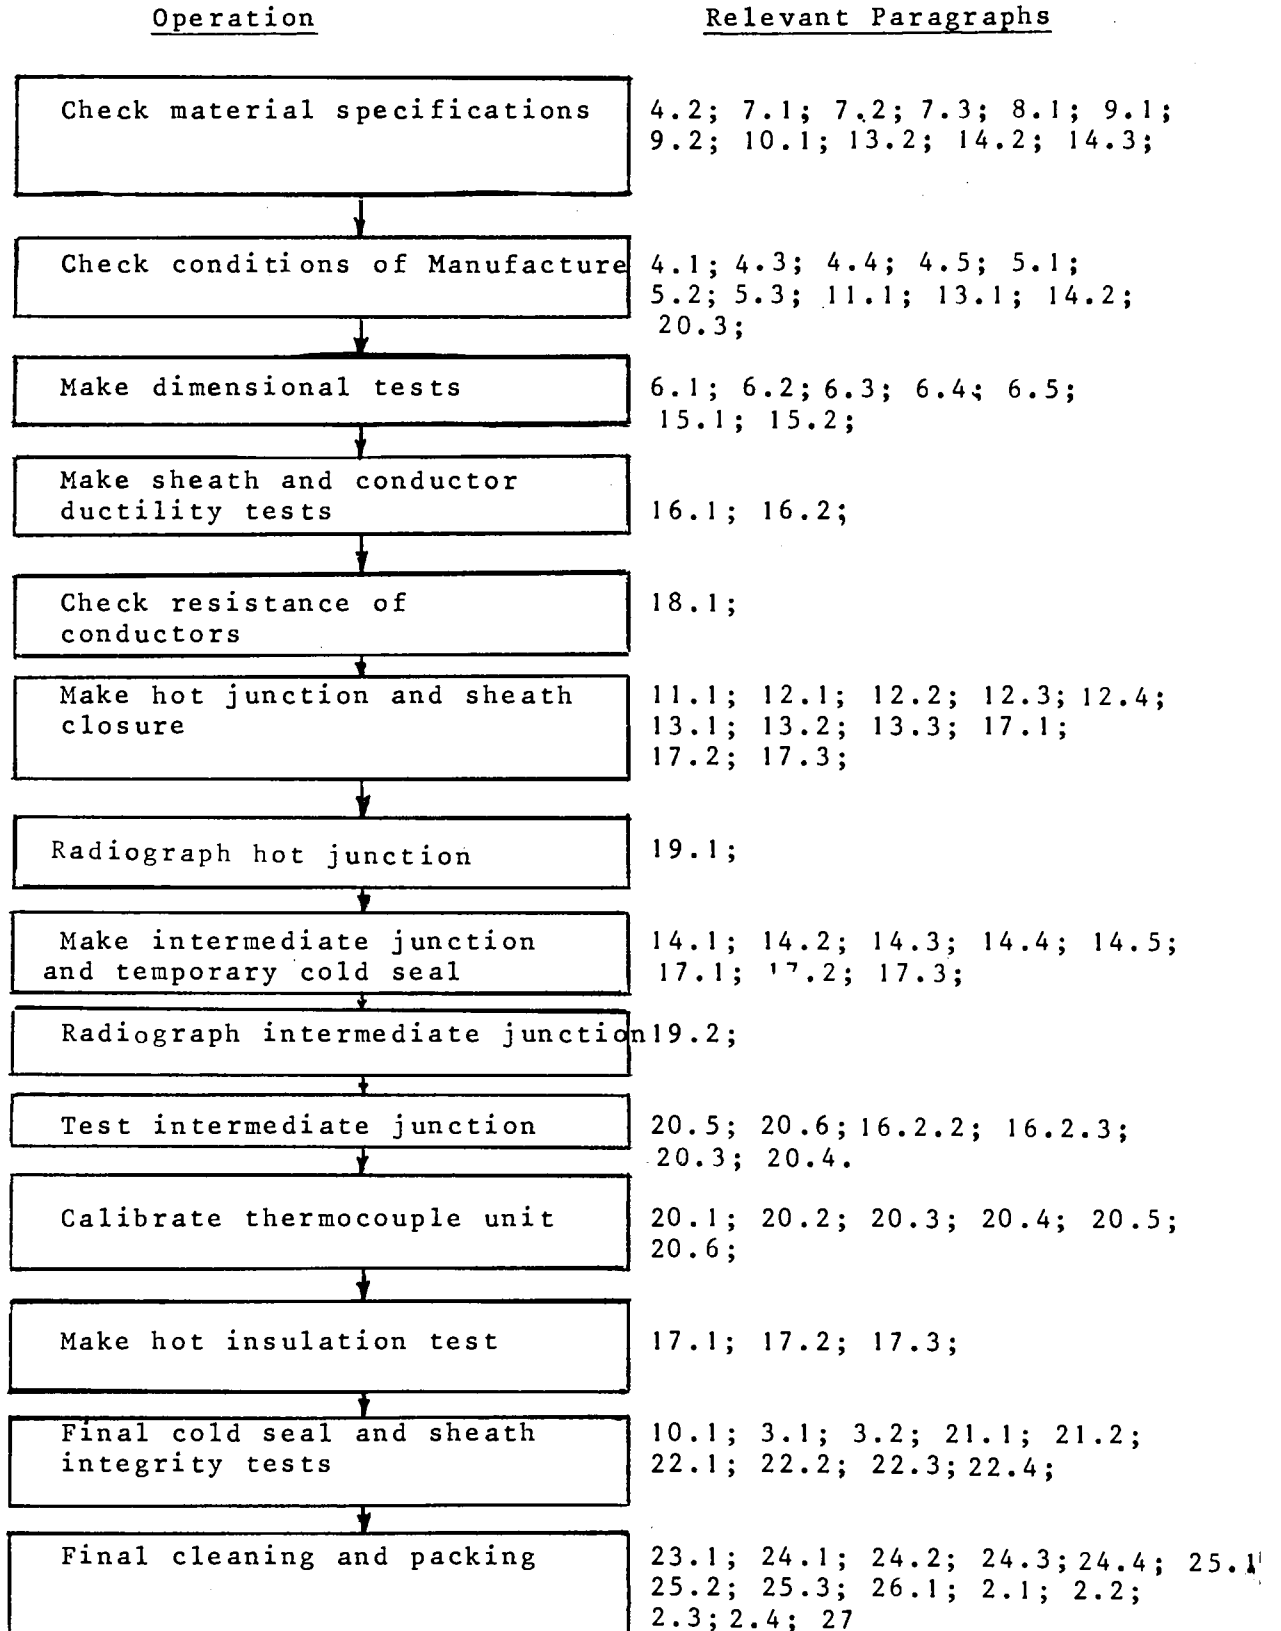 Operation Relevant Paragraphs
Check material specifications 4.2; 7.1; 7.2; 7.3; 8.1; 9.1;
9.2; 10.1; 13.2; 14.2; 14.3;
Check conditions of Manufacture 4.1; 4.3; 4.4; 4.5; 5.1;
5.2; 5.3; 11.1; 13.1; 14.2;
20.3;
Make dimensional tests 6.1; 6.2; 6.3; 6.4; 6.5;
15.1; 15.2;
Make sheath and conductor
ductility tests 16.1; 16.2;
Check resistance of 18.1;
conductors
Make hot junction and sheath 11.1; 12.1; 12.2; 12.3; 12.4;
closure 13.1; 13.2; 13.3; 17.1;
17.2; 17.3;
Radiograph hot junction 19.1;
Make intermediate junction 14.1; 14.2; 14.3; 14.4; 14.5;
and temporary cold seal 17.1; 17.2; 17.3;
Radiograph intermediate junction 19.2;
Test intermediate junction 20.5; 20.6; 16.2.2; 16.2.3;
20.3; 20.4.
Calibrate thermocouple unit 20.1; 20.2; 20.3; 20.4; 20.5;
20.6;
Make hot insulation test 17.1; 17.2; 17.3;
Final cold seal and sheath 10.1; 3.1; 3.2; 21.1; 21.2;
integrity tests 22.1; 22.2; 22.3; 22.4;
Final cleaning and packing 23.1; 24.1; 24.2; 24.3; 24.4; 25.1
25.2; 25.3; 26.1; 2.1; 2.2;
2.3; 2.4; 27